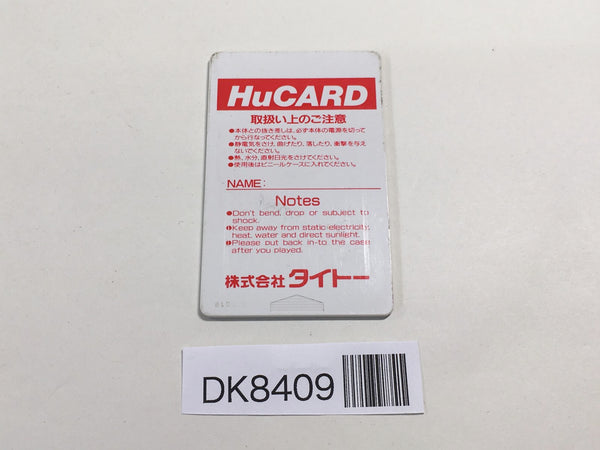 HuCARD
取扱い上のご注意
●本体との抜き差しは、必ず本体の電源を切って
から行なってください。
●静電気をさけ、曲げたり、落したり、衝撃を与え
ないでください。
●熱、水分、直射日光をさけてください。
●使用後はビニールケースに入れてください。
NAME:
Notes
●Don't bend, drop or subject to
shock.
●Keep away from static electricity,
heat, water and direct sunlight.
●Please put back in-to the case
after you played.
株式会社タイトー
DK8409